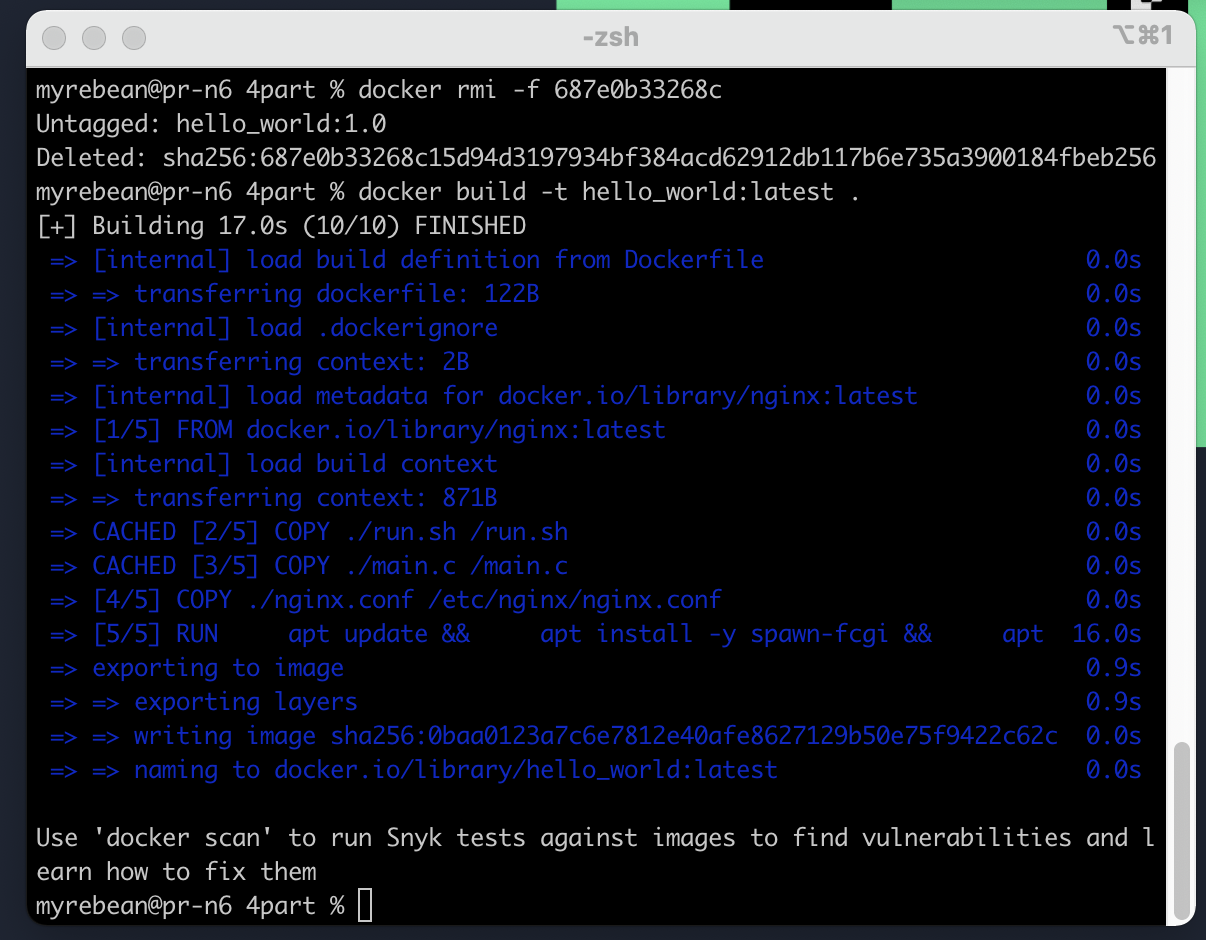 -zsh
⌥⌘1
myrebean@pr-n6 4part % docker rmi -f 687e0b33268c
Untagged: hello_world:1.0
Deleted: sha256:687e0b33268c15d94d3197934bf384acd62912db117b6e735a3900184fbeb256
myrebean@pr-n6 4part % docker build -t hello_world:latest .
[+] Building 17.0s (10/10) FINISHED
=> [internal] load build definition from Dockerfile 0.0s
=> => transferring dockerfile: 122B 0.0s
=> [internal] load .dockerignore 0.0s
=> => transferring context: 2B 0.0s
=> [internal] load metadata for docker.io/library/nginx:latest 0.0s
=> [1/5] FROM docker.io/library/nginx:latest 0.0s
=> [internal] load build context 0.0s
=> => transferring context: 871B 0.0s
=> CACHED [2/5] COPY ./run.sh /run.sh 0.0s
=> CACHED [3/5] COPY ./main.c /main.c 0.0s
=> [4/5] COPY ./nginx.conf /etc/nginx/nginx.conf 0.0s
=> [5/5] RUN     apt update &&     apt install -y spawn-fcgi &&     apt  16.0s
=> exporting to image 0.9s
=> => exporting layers 0.9s
=> => writing image sha256:0baa0123a7c6e7812e40afe8627129b50e75f9422c62c 0.0s
=> => naming to docker.io/library/hello_world:latest 0.0s
Use 'docker scan' to run Snyk tests against images to find vulnerabilities and l
earn how to fix them
myrebean@pr-n6 4part %